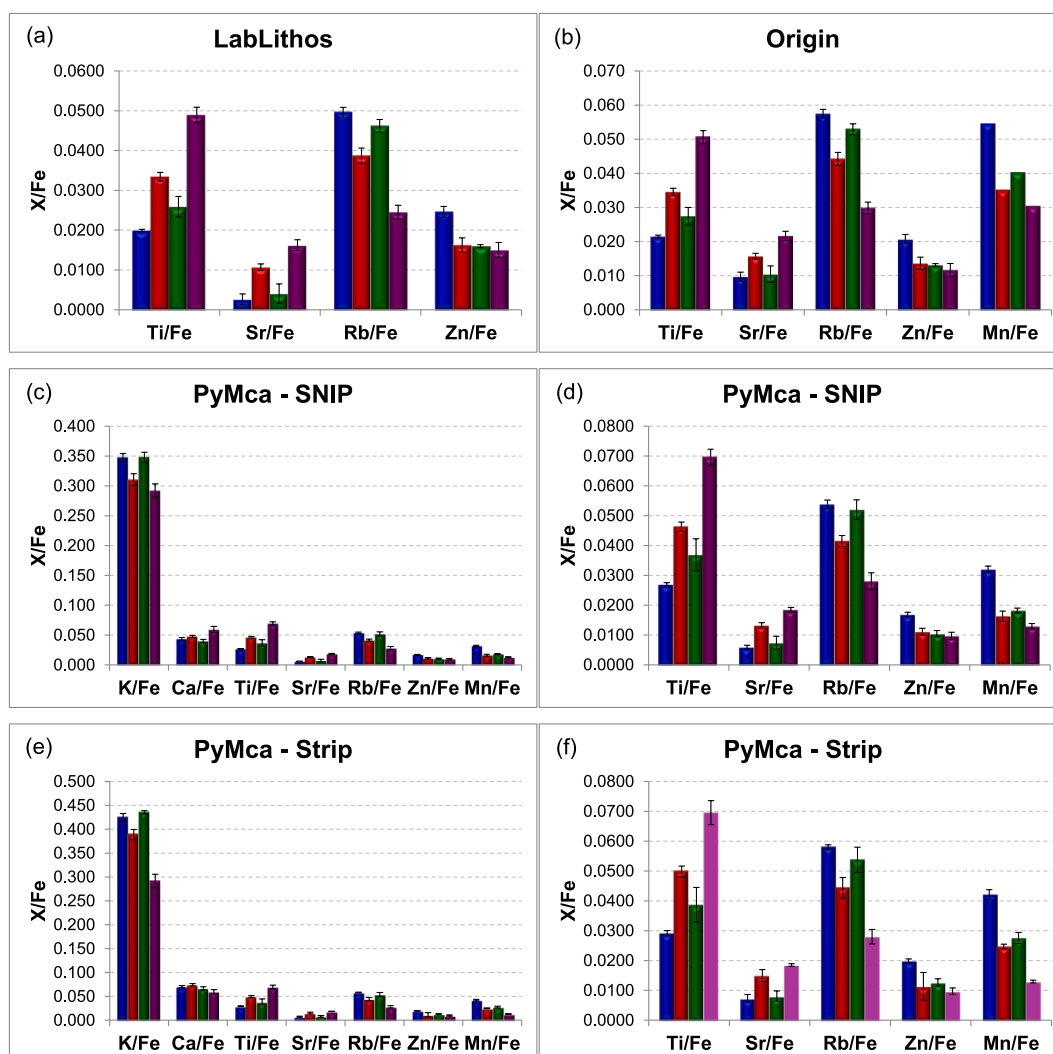 (a) LabLithos
0.0600
0.0500
0.0400
0.0300
0.0200
0.0100
0.0000
X/Fe
Ti/Fe Sr/Fe Rb/Fe Zn/Fe
(b) Origin
0.070
0.060
0.050
0.040
0.030
0.020
0.010
0.000
X/Fe
Ti/Fe Sr/Fe Rb/Fe Zn/Fe Mn/Fe
(c) PyMca - SNIP
0.400
0.350
0.300
0.250
0.200
0.150
0.100
0.050
0.000
X/Fe
K/Fe Ca/Fe Ti/Fe Sr/Fe Rb/Fe Zn/Fe Mn/Fe
(d) PyMca - SNIP
0.0800
0.0700
0.0600
0.0500
0.0400
0.0300
0.0200
0.0100
0.0000
X/Fe
Ti/Fe Sr/Fe Rb/Fe Zn/Fe Mn/Fe
(e) PyMca - Strip
0.500
0.450
0.400
0.350
0.300
0.250
0.200
0.150
0.100
0.050
0.000
X/Fe
K/Fe Ca/Fe Ti/Fe Sr/Fe Rb/Fe Zn/Fe Mn/Fe
(f) PyMca - Strip
0.0800
0.0700
0.0600
0.0500
0.0400
0.0300
0.0200
0.0100
0.0000
X/Fe
Ti/Fe Sr/Fe Rb/Fe Zn/Fe Mn/Fe